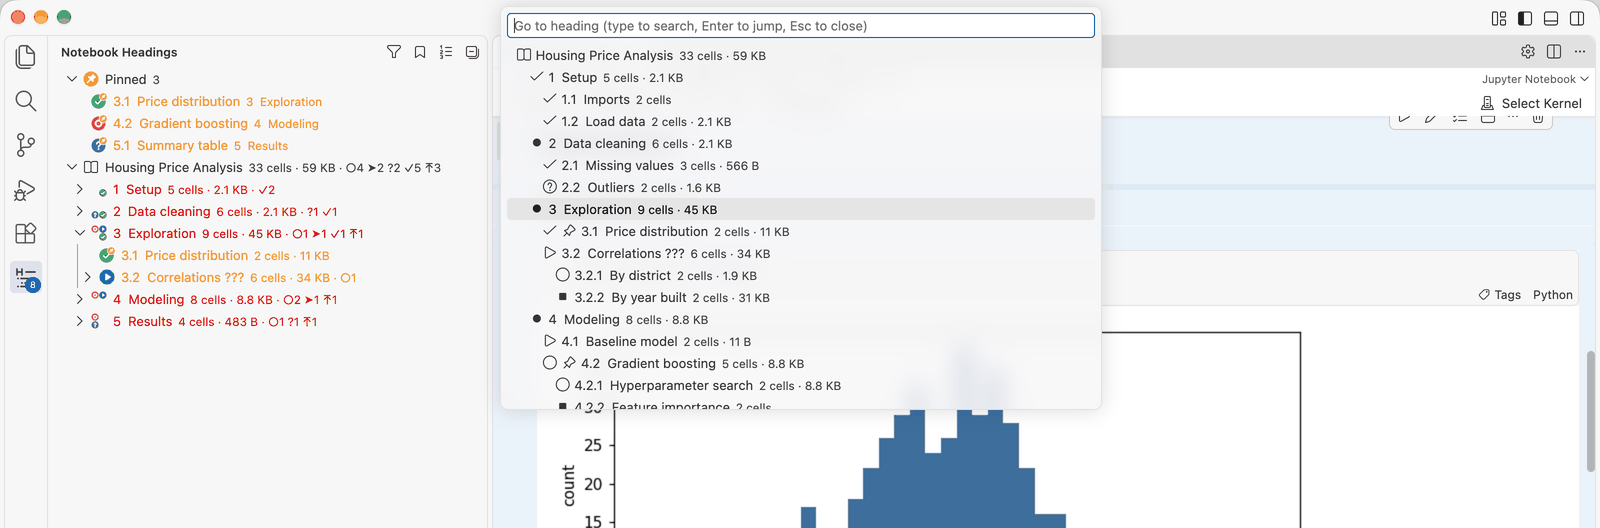 Go to heading (type to search, Enter to jump, Esc to close)
Notebook Headings
Pinned 3
3.1 Price distribution 3 Exploration
4.2 Gradient boosting 4 Modeling
5.1 Summary table 5 Results
Housing Price Analysis 33 cells · 59 KB · O4 ➤2 ?2 ✓5 ⤒3
1 Setup 5 cells · 2.1 KB · ✓2
2 Data cleaning 6 cells · 2.1 KB · ?1 ✓1
3 Exploration 9 cells · 45 KB · O1 ➤1 ✓1 ⤒1
3.1 Price distribution 2 cells · 11 KB
3.2 Correlations ??? 6 cells · 34 KB · O1
4 Modeling 8 cells · 8.8 KB · O2 ➤1 ⤒1
5 Results 4 cells · 483 B · O1 ?1 ⤒1
8
Housing Price Analysis 33 cells · 59 KB
1 Setup 5 cells · 2.1 KB
1.1 Imports 2 cells
1.2 Load data 2 cells · 2.1 KB
2 Data cleaning 6 cells · 2.1 KB
2.1 Missing values 3 cells · 566 B
2.2 Outliers 2 cells · 1.6 KB
3 Exploration 9 cells · 45 KB
3.1 Price distribution 2 cells · 11 KB
3.2 Correlations ??? 6 cells · 34 KB
3.2.1 By district 2 cells · 1.9 KB
3.2.2 By year built 2 cells · 31 KB
4 Modeling 8 cells · 8.8 KB
4.1 Baseline model 2 cells · 11 B
4.2 Gradient boosting 5 cells · 8.8 KB
4.2.1 Hyperparameter search 2 cells · 8.8 KB
4.2.2 Feature importance 2 cells
Jupyter Notebook
Select Kernel
Tags Python
30
25
20
15
count